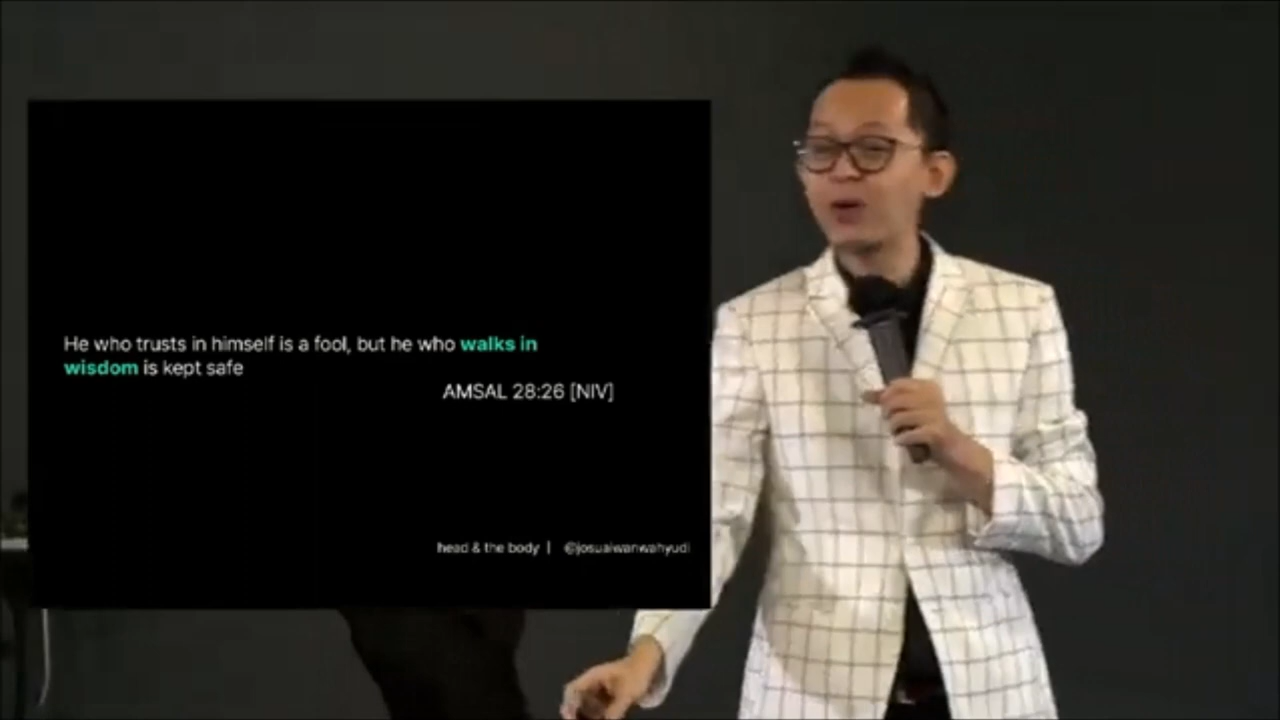 He who trusts in himself is a fool, but he who walks in
wisdom is kept safe
AMSAL 28:26 [NIV]
head & the body | @josuaiwanwahyudi